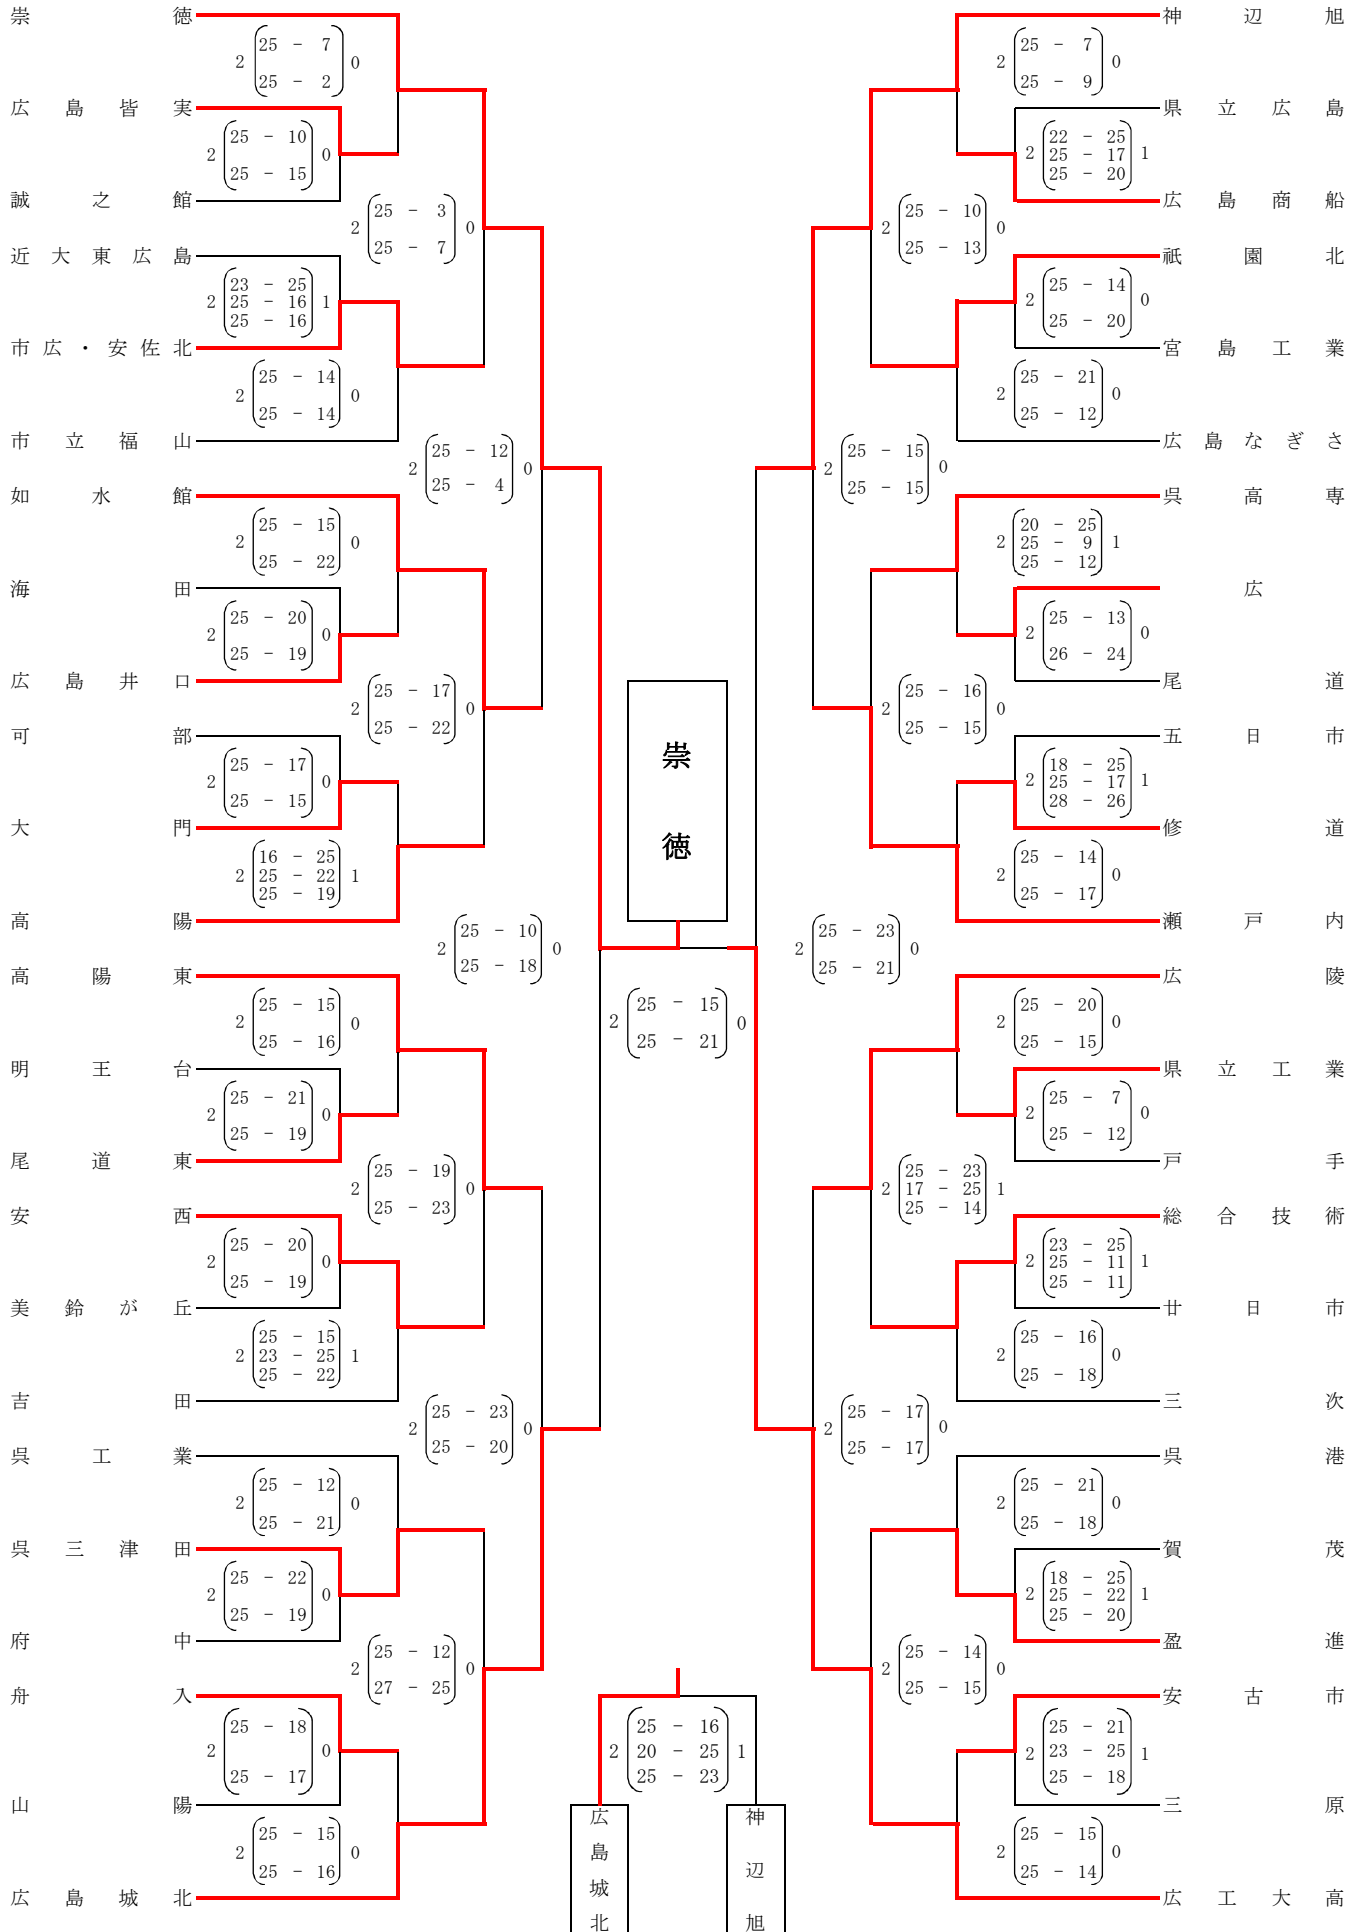 崇徳
2 25 - 7 0
25 - 2
広島皆実
2 25 - 10 0
25 - 15
誠之館
2 25 - 3 0
25 - 7
近大東広島
2 23 - 25 1
25 - 16
25 - 16
市広・安佐北
2 25 - 14 0
25 - 14
市立福山
2 25 - 12 0
25 - 4
如水館
2 25 - 15 0
25 - 22
海田
2 25 - 20 0
25 - 19
広島井口
2 25 - 17 0
25 - 22
可部
2 25 - 17 0
25 - 15
大門
2 16 - 25 1
25 - 22
25 - 19
高陽
2 25 - 10 0
25 - 18
高陽東
2 25 - 15 0
25 - 16
明王台
2 25 - 21 0
25 - 19
尾道東
2 25 - 19 0
25 - 23
安西
2 25 - 20 0
25 - 19
美鈴が丘
2 25 - 15 1
23 - 25
25 - 22
吉田
2 25 - 23 0
25 - 20
呉工業
2 25 - 12 0
25 - 21
呉三津田
2 25 - 22 0
25 - 19
府中
2 25 - 12 0
27 - 25
舟入
2 25 - 18 0
25 - 17
山陽
2 25 - 15 0
25 - 16
広島城北
崇徳
2 25 - 15 0
25 - 21
2 25 - 16 1
20 - 25
25 - 23
広島城北
神辺旭
神辺旭
2 25 - 7 0
25 - 9
県立広島
2 22 - 25 1
25 - 17
25 - 20
広島商船
2 25 - 10 0
25 - 13
祇園北
2 25 - 14 0
25 - 20
宮島工業
2 25 - 21 0
25 - 12
広島なぎさ
2 25 - 15 0
25 - 15
呉高専
2 20 - 25 1
25 - 9
25 - 12
広
2 25 - 13 0
26 - 24
尾道
2 25 - 16 0
25 - 15
五日市
2 18 - 25 1
25 - 17
28 - 26
修道
2 25 - 14 0
25 - 17
瀬戸内
2 25 - 23 0
25 - 21
広陵
2 25 - 20 0
25 - 15
県立工業
2 25 - 7 0
25 - 12
戸手
2 25 - 23 1
17 - 25
25 - 14
総合技術
2 23 - 25 1
25 - 11
25 - 11
廿日市
2 25 - 16 0
25 - 18
三次
2 25 - 17 0
25 - 17
呉港
2 25 - 21 0
25 - 18
賀茂
2 18 - 25 1
25 - 22
25 - 20
盈進
2 25 - 14 0
25 - 15
安古市
2 25 - 21 1
23 - 25
25 - 18
三原
2 25 - 15 0
25 - 14
広工大高